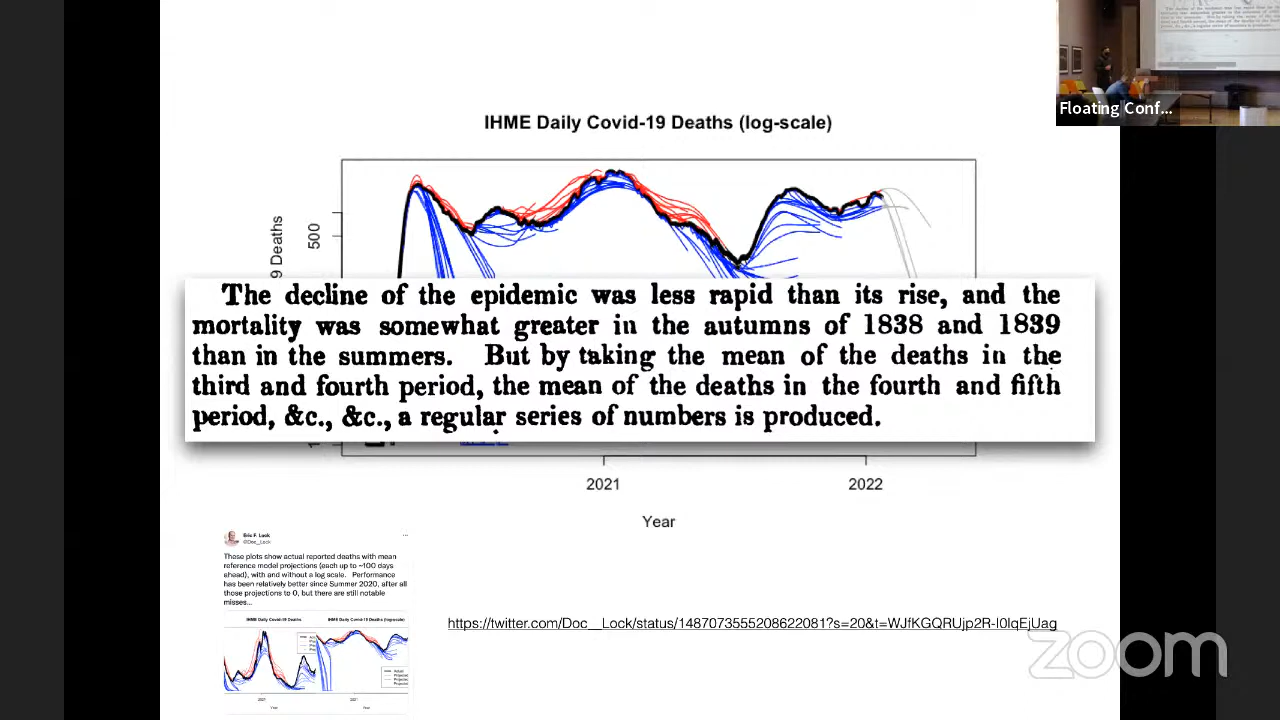 Floating Conf...
IHME Daily Covid-19 Deaths (log-scale)
9 Deaths
500
The decline of the epidemic was less rapid than its rise, and the
mortality was somewhat greater in the autumns of 1838 and 1839
than in the summers. But by taking the mean of the deaths in the
third and fourth period, the mean of the deaths in the fourth and fifth
period, &c., &c., a regular series of numbers is produced.
2021
2022
Year
Eric F. Lock
@Doc_Lock
These plots show actual reported deaths with mean
reference model projections (each up to ~100 days
ahead), with and without a log scale. Performance
has been relatively better since Summer 2020, after all
those projections to 0, but there are still notable
misses...
IHME Daily Covid-19 Deaths
IHME Daily Covid-19 Deaths (log-scale)
2021
2021
Year
Year
https://twitter.com/Doc__Lock/status/1487073555208622081?s=20&t=WJfKGQRUjp2R-I0IqEjUag
zoom